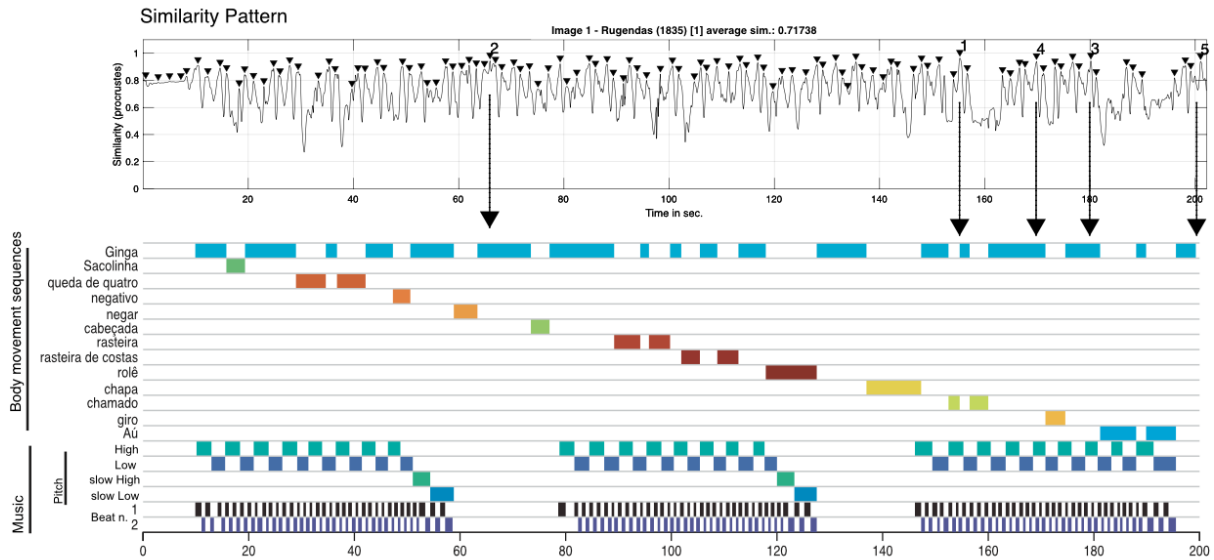 Similarity Pattern
Image 1 - Rugendas (1835) [1] average sim.: 0.71738
2 1 4 3 5
Similarity (procrustes)
1
0.8
0.6
0.4
0.2
0
0 20 40 60 80 100 120 140 160 180 200
Time in sec.
Body movement sequences
Ginga
Sacolinha
queda de quatro
negativo
negar
cabeçada
rasteira
rasteira de costas
rolê
chapa
chamado
giro
Aú
Music
Pitch
High
Low
slow High
slow Low
Beat n. 1
2
0 20 40 60 80 100 120 140 160 180 200